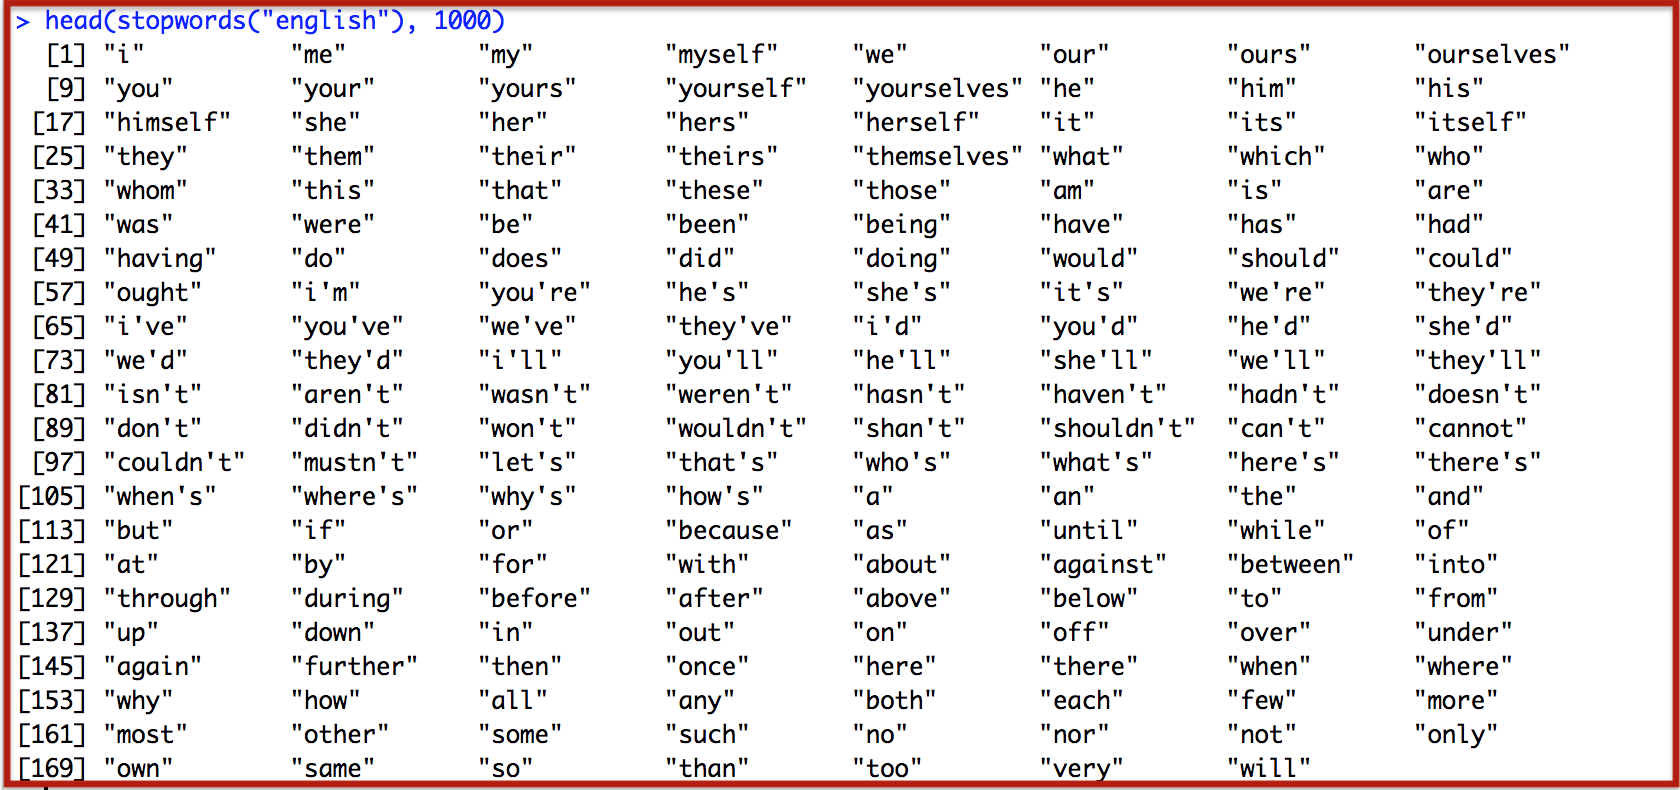 > head(stopwords("english"), 1000)
[1] "i" "me" "my" "myself" "we" "our" "ours" "ourselves"
[9] "you" "your" "yours" "yourself" "yourselves" "he" "him" "his"
[17] "himself" "she" "her" "hers" "herself" "it" "its" "itself"
[25] "they" "them" "their" "theirs" "themselves" "what" "which" "who"
[33] "whom" "this" "that" "these" "those" "am" "is" "are"
[41] "was" "were" "be" "been" "being" "have" "has" "had"
[49] "having" "do" "does" "did" "doing" "would" "should" "could"
[57] "ought" "i'm" "you're" "he's" "she's" "it's" "we're" "they're"
[65] "i've" "you've" "we've" "they've" "i'd" "you'd" "he'd" "she'd"
[73] "we'd" "they'd" "i'll" "you'll" "he'll" "she'll" "we'll" "they'll"
[81] "isn't" "aren't" "wasn't" "weren't" "hasn't" "haven't" "hadn't" "doesn't"
[89] "don't" "didn't" "won't" "wouldn't" "shan't" "shouldn't" "can't" "cannot"
[97] "couldn't" "mustn't" "let's" "that's" "who's" "what's" "here's" "there's"
[105] "when's" "where's" "why's" "how's" "a" "an" "the" "and"
[113] "but" "if" "or" "because" "as" "until" "while" "of"
[121] "at" "by" "for" "with" "about" "against" "between" "into"
[129] "through" "during" "before" "after" "above" "below" "to" "from"
[137] "up" "down" "in" "out" "on" "off" "over" "under"
[145] "again" "further" "then" "once" "here" "there" "when" "where"
[153] "why" "how" "all" "any" "both" "each" "few" "more"
[161] "most" "other" "some" "such" "no" "nor" "not" "only"
[169] "own" "same" "so" "than" "too" "very" "will"